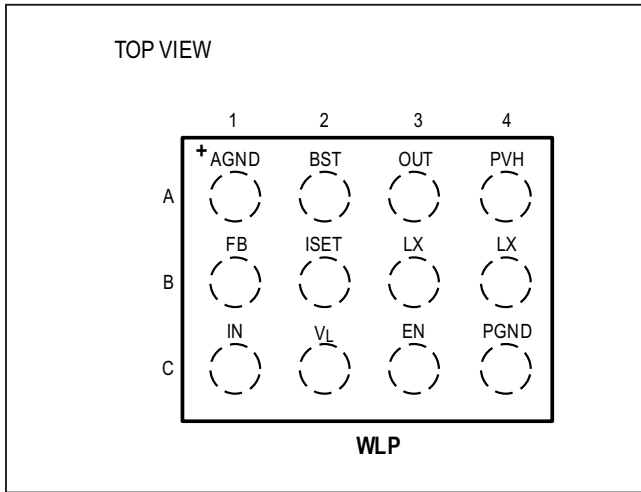 TOP VIEW
1 2 3 4
+ AGND BST OUT PVH
A
FB ISET LX LX
B
IN VL EN PGND
C
WLP